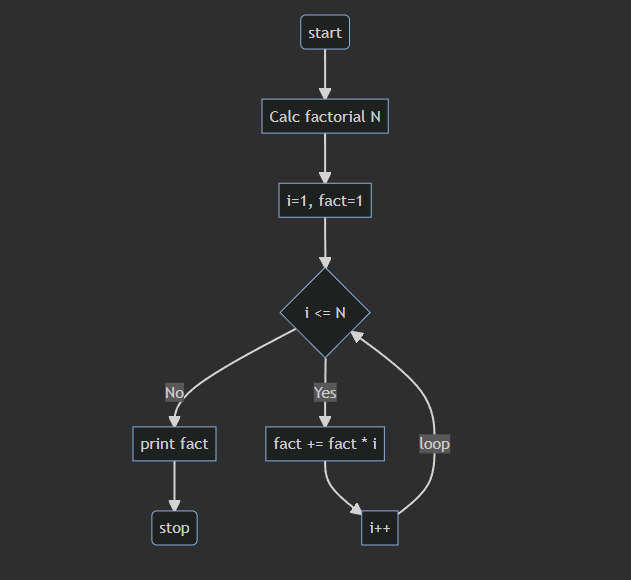 start
Calc factorial N
i=1, fact=1
i <= N
No
Yes
print fact
fact += fact * i
loop
stop
i++